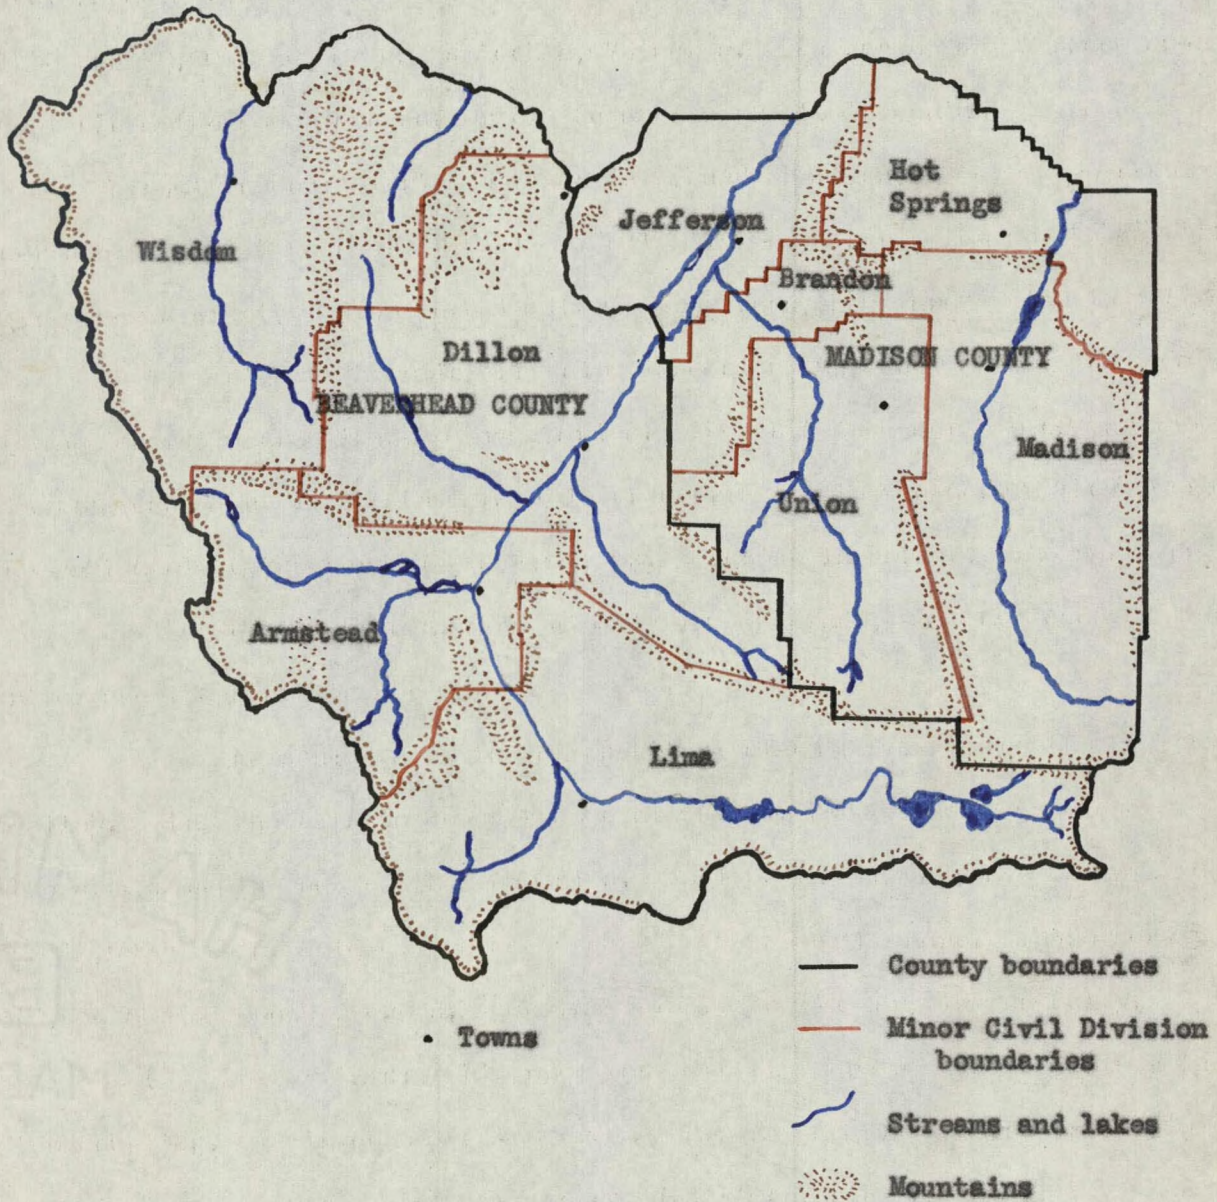 Hot
Springs
Jefferson
Wisdom
Brandon
Dillon
MADISON COUNTY
BEAVERHEAD COUNTY
Madison
Union
Armstead
Lima
County boundaries
Towns
Minor Civil Division
boundaries
Streams and lakes
Mountains